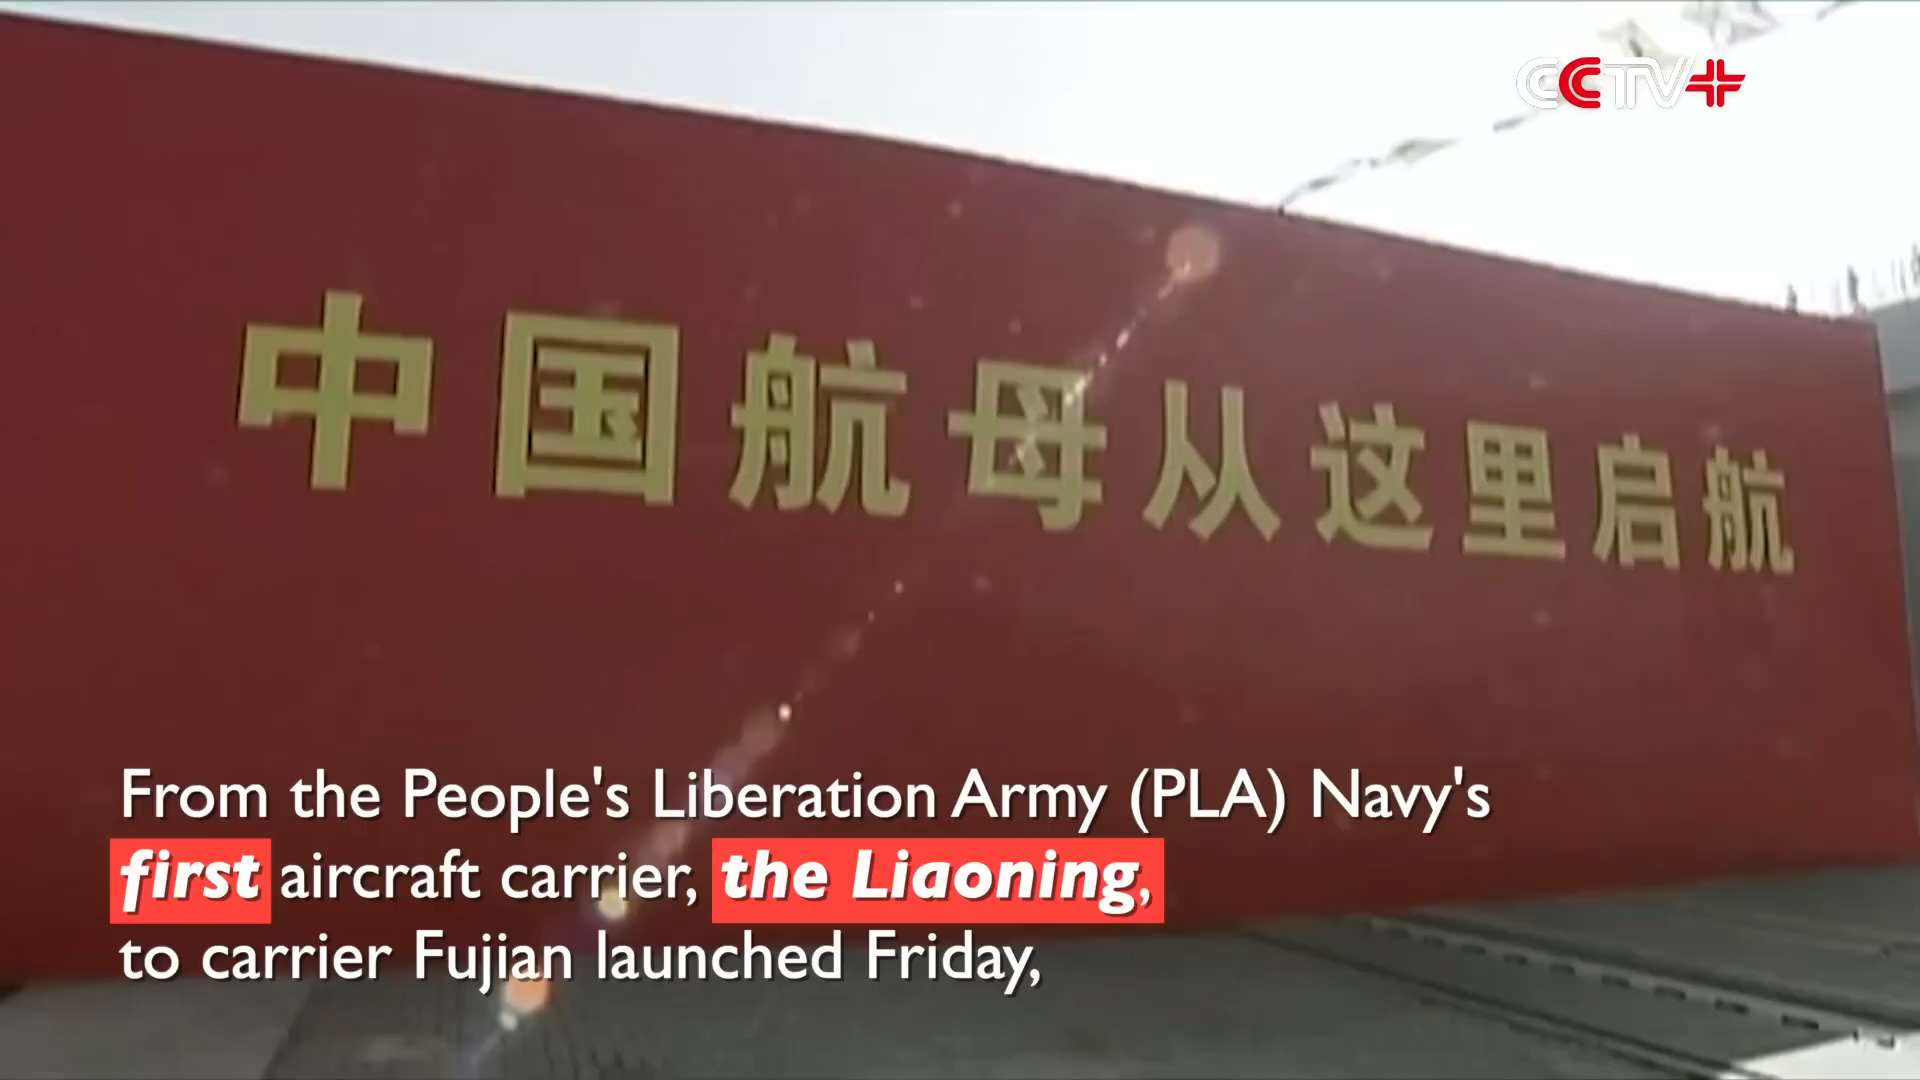 CCTV+
中国航母从这里启航
From the People's Liberation Army (PLA) Navy's
first aircraft carrier, the Liaoning,
to carrier Fujian launched Friday,